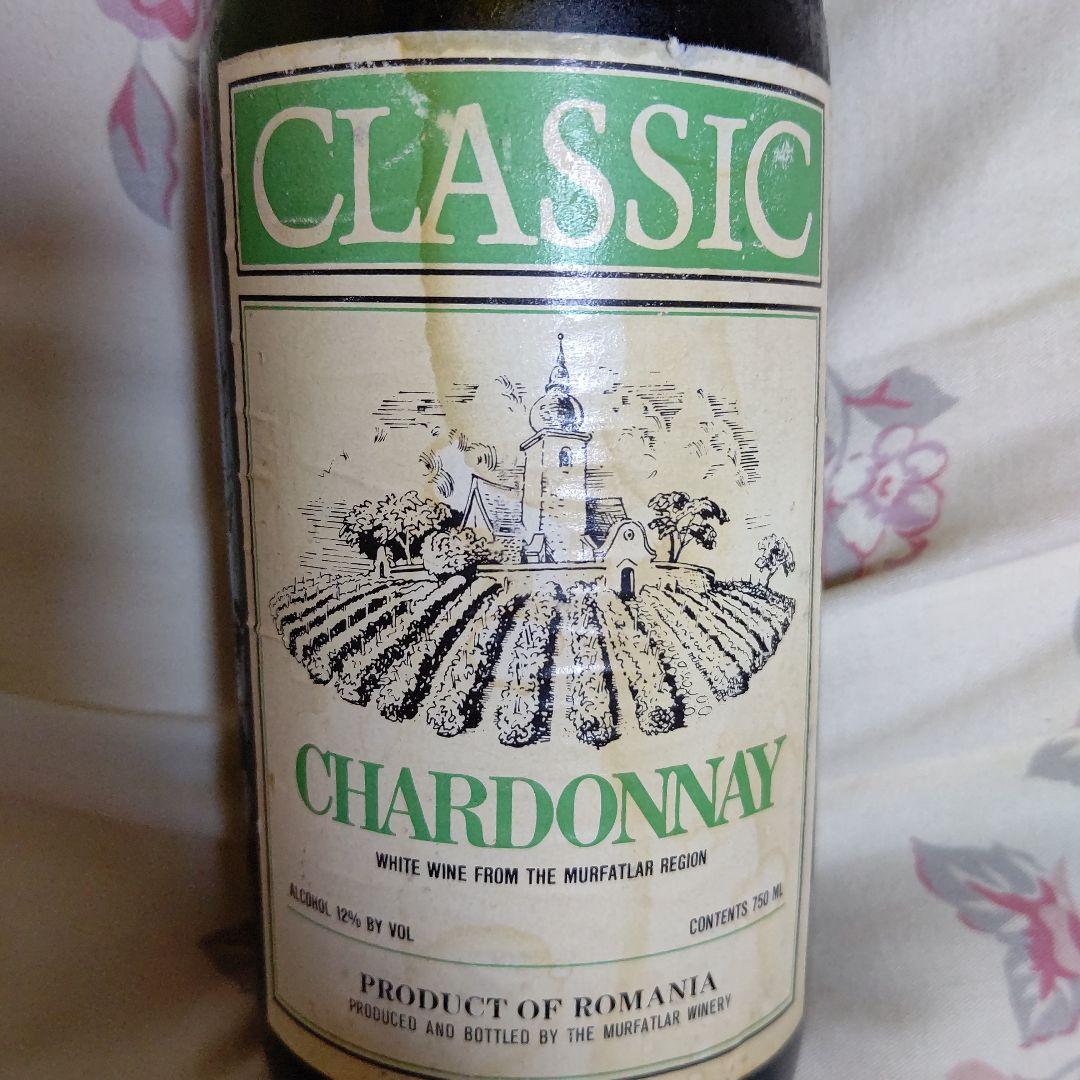 CLASSIC
CHARDONNAY
WHITE WINE FROM THE MURFATLAR REGION
ALCOHOL 12% BY VOL
CONTENTS 750 ML
PRODUCT OF ROMANIA
PRODUCED AND BOTTLED BY THE MURFATLAR WINERY